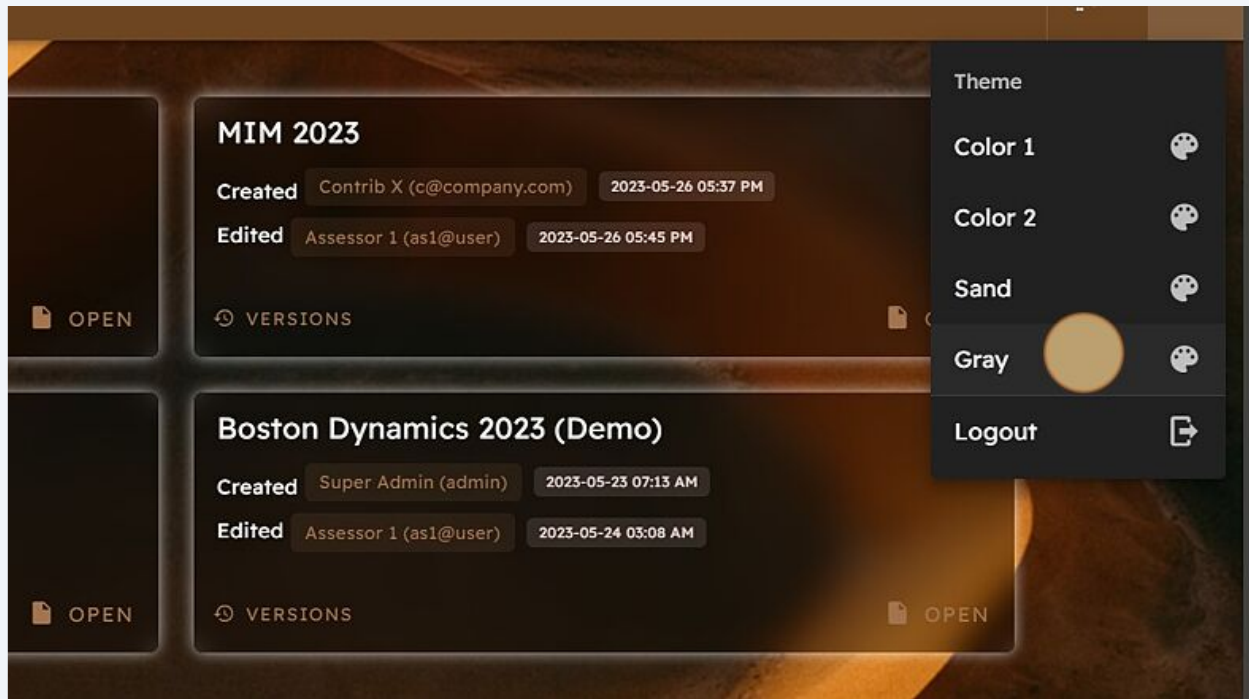 Theme
Color 1
Color 2
Sand
Gray
Logout
MIM 2023
Created Contrib X (c@company.com) 2023-05-26 05:37 PM
Edited Assessor 1 (as1@user) 2023-05-26 05:45 PM
OPEN
VERSIONS
Boston Dynamics 2023 (Demo)
Created Super Admin (admin) 2023-05-23 07:13 AM
Edited Assessor 1 (as1@user) 2023-05-24 03:08 AM
OPEN
VERSIONS
OPEN